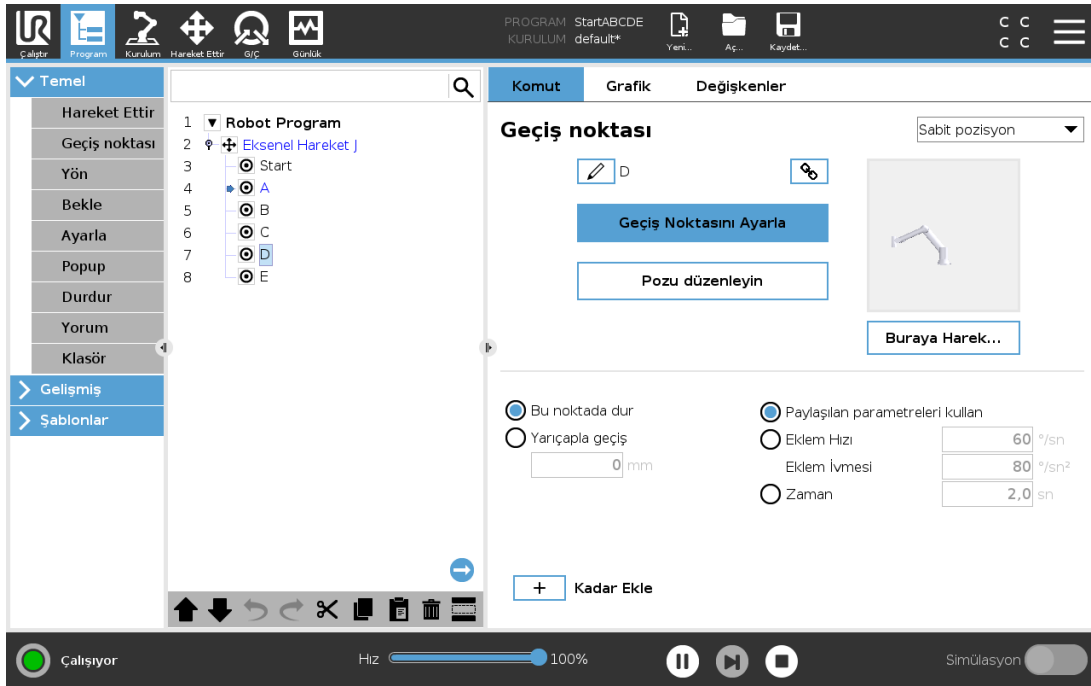 UR
PROGRAM StartABCDE
KURULUM default*
C C
C C
Çalıştır Program Kurulum Hareket Ettir G/Ç Günlük Yeni... Aç... Kaydet...
Temel
Hareket Ettir
Geçiş noktası
Yön
Bekle
Ayarla
Popup
Durdur
Yorum
Klasör
Gelişmiş
Şablonlar
1 Robot Program
2 Eksenel Hareket J
3 Start
4 A
5 B
6 C
7 D
8 E
Komut Grafik Değişkenler
Geçiş noktası Sabit pozisyon
D
Geçiş Noktasını Ayarla
Pozu düzenleyin
Buraya Harek...
Bu noktada dur
Yarıçapla geçiş
0 mm
Paylaşılan parametreleri kullan
Eklem Hızı 60 °/sn
Eklem İvmesi 80 °/sn²
Zaman 2,0 sn
+ Kadar Ekle
Çalışıyor Hız 100% Simülasyon